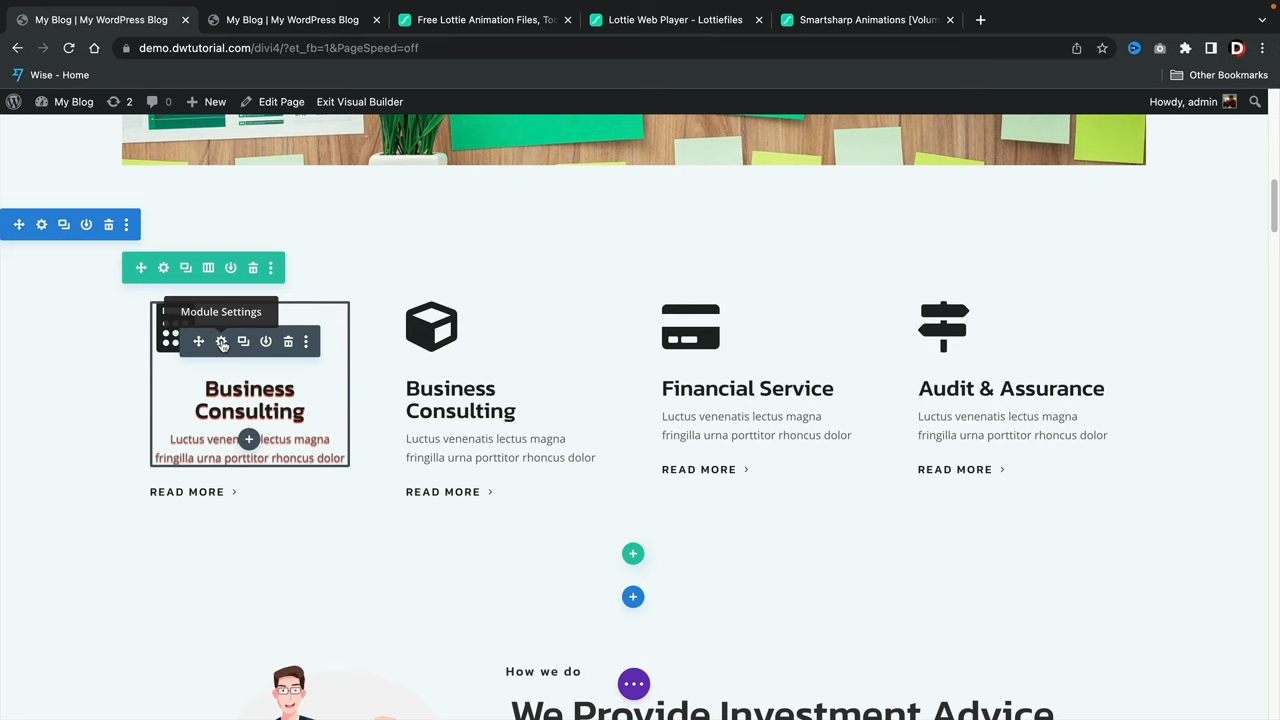 My Blog | My WordPress Blog
My Blog | My WordPress Blog
Free Lottie Animation Files, Too
Lottie Web Player - Lottiefiles
Smartsharp Animations [Volum
demo.dwtutorial.com/divi4/?et_fb=1&PageSpeed=off
Wise - Home
Other Bookmarks
My Blog
2
0
New
Edit Page
Exit Visual Builder
Howdy, admin
Module Settings
Business
Consulting
Luctus venenatis lectus magna
fringilla urna porttitor rhoncus dolor
READ MORE
Business
Consulting
Luctus venenatis lectus magna
fringilla urna porttitor rhoncus dolor
READ MORE
Financial Service
Luctus venenatis lectus magna
fringilla urna porttitor rhoncus dolor
READ MORE
Audit & Assurance
Luctus venenatis lectus magna
fringilla urna porttitor rhoncus dolor
READ MORE
How we do
We Provide Investment Advice